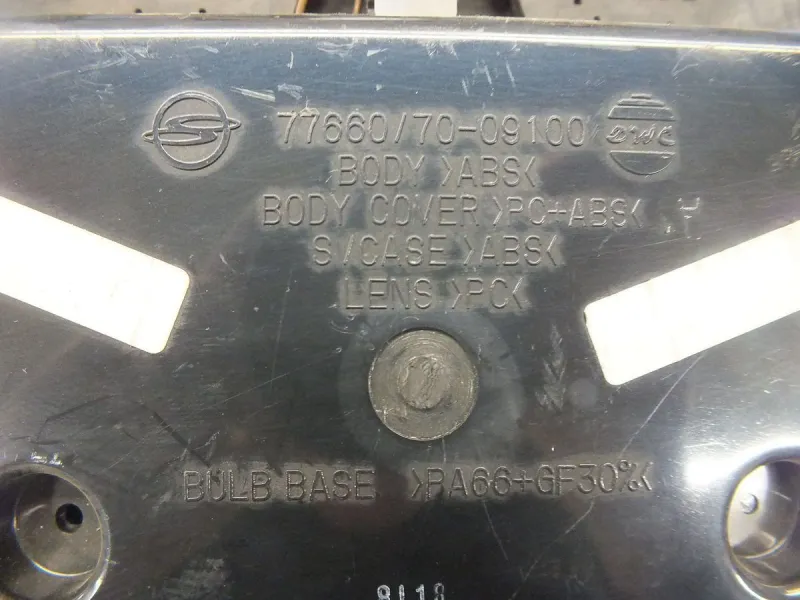 77660/70-09100
BODY >ABS<
BODY COVER >PC+ABS<
S/CASE >ABS<
LENS >PC<
BULB BASE >PA66+GF30%<